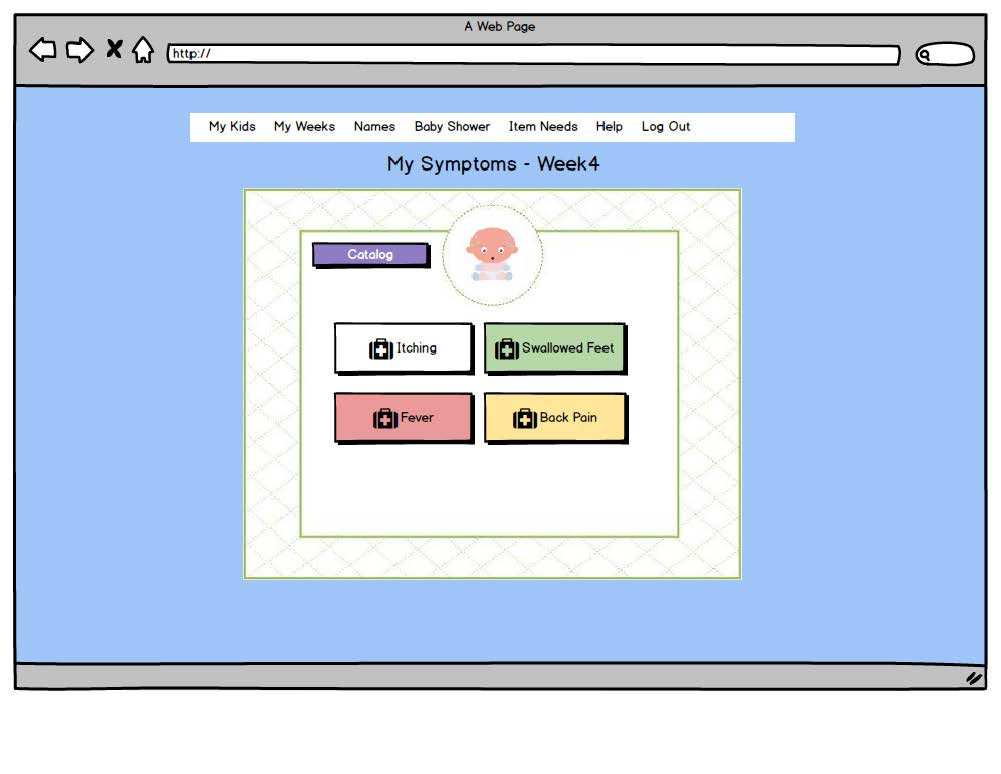 A Web Page
http://
My Kids My Weeks Names Baby Shower Item Needs Help Log Out
My Symptoms - Week4
Catalog
Itching Swallowed Feet
Fever Back Pain